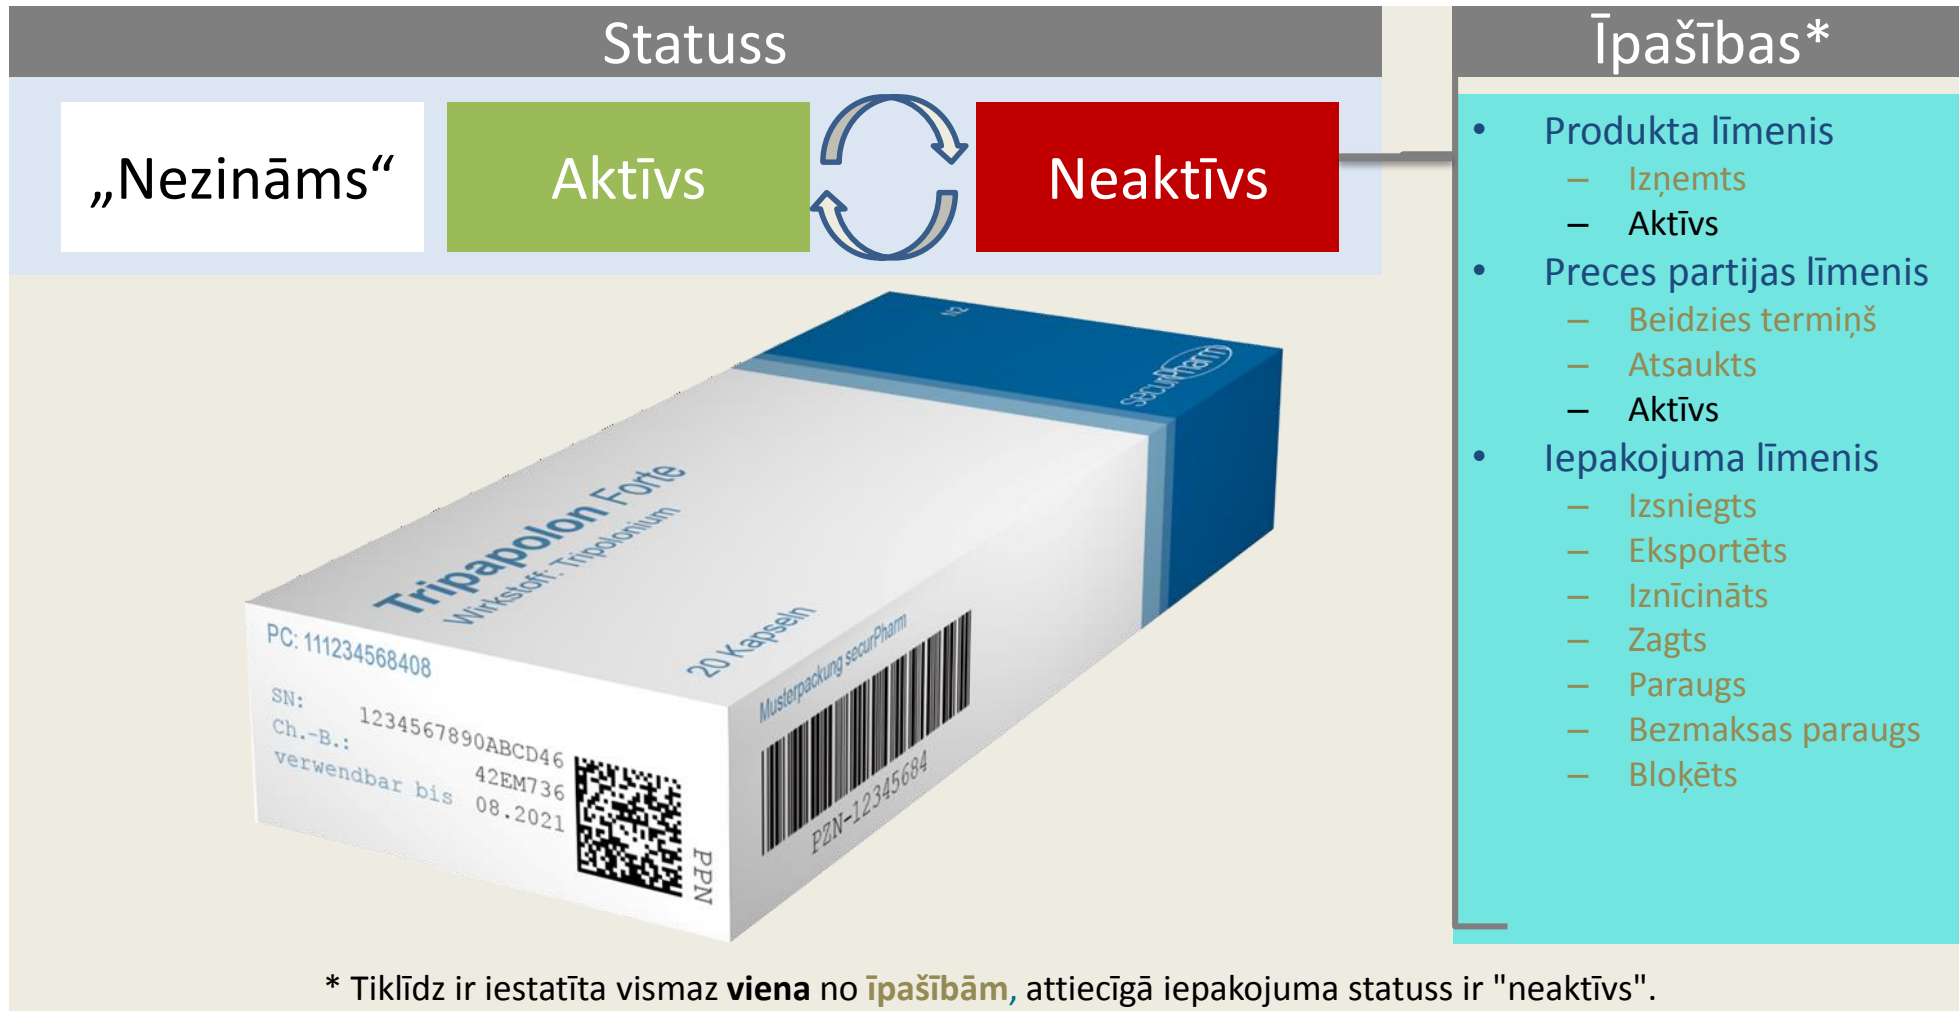 Statuss
„Nezināms“
Aktīvs
Neaktīvs
Īpašības*
• Produkta līmenis
– Izņemts
– Aktīvs
• Preces partijas līmenis
– Beidzies termiņš
– Atsaukts
– Aktīvs
• Iepakojuma līmenis
– Izsniegts
– Eksportēts
– Iznīcināts
– Zagts
– Paraugs
– Bezmaksas paraugs
– Bloķēts
N2
securPharm
Tripapolon Forte
Wirkstoff: Tripolonium
20 Kapseln
PC: 111234568408
SN: 1234567890ABCD46
Ch.-B.: 42EM736
verwendbar bis 08.2021
PPN
Musterpackung securPharm
PZN-12345684
* Tiklīdz ir iestatīta vismaz viena no īpašībām, attiecīgā iepakojuma statuss ir "neaktīvs".